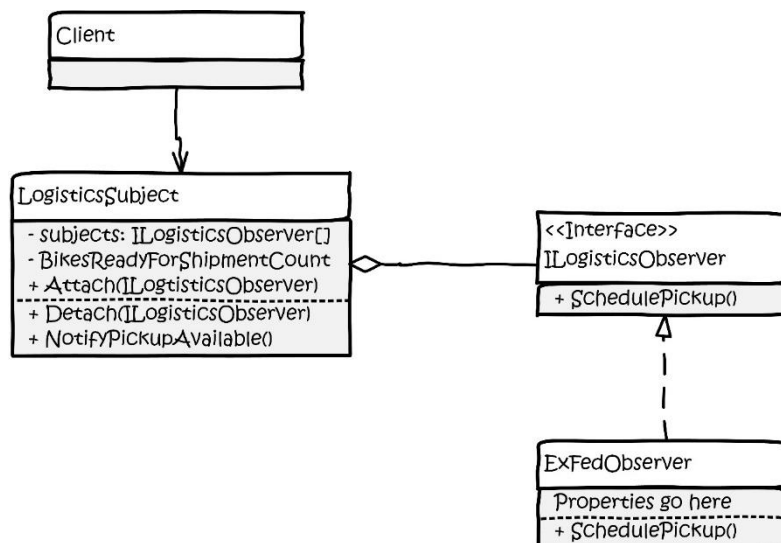 Client
LogisticsSubject
- subjects: ILogisticsObserver[]
- BikesReadyForShipmentCount
+ Attach(ILogtisticsObserver)
+ Detach(ILogisticsObserver)
+ NotifyPickupAvailable()
<<Interface>>
ILogisticsObserver
+ SchedulePickup()
ExFedObserver
Properties go here
+ SchedulePickup()